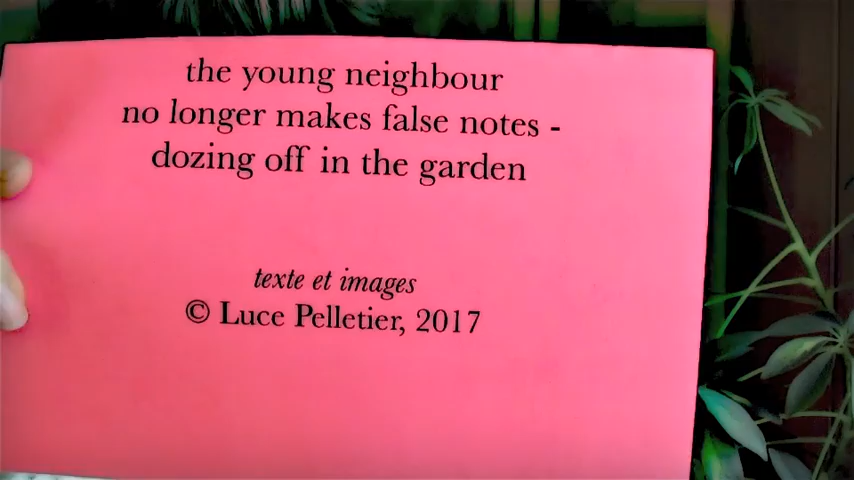 the young neighbour
no longer makes false notes -
dozing off in the garden
texte et images
© Luce Pelletier, 2017